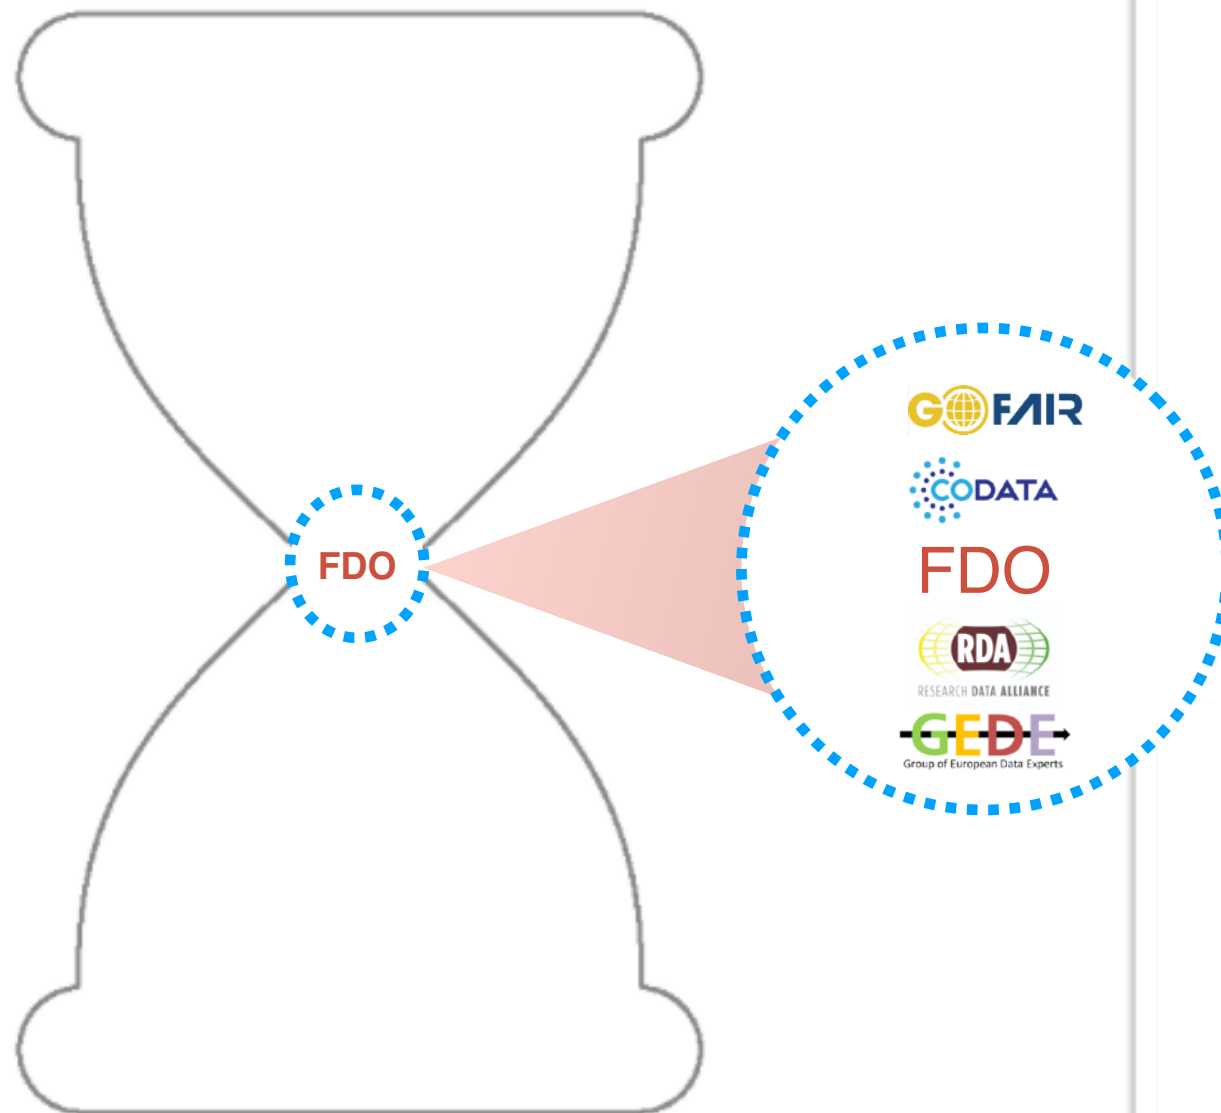 FDO
GO FAIR
CODATA
FDO
RDA
RESEARCH DATA ALLIANCE
GEDE
Group of European Data Experts